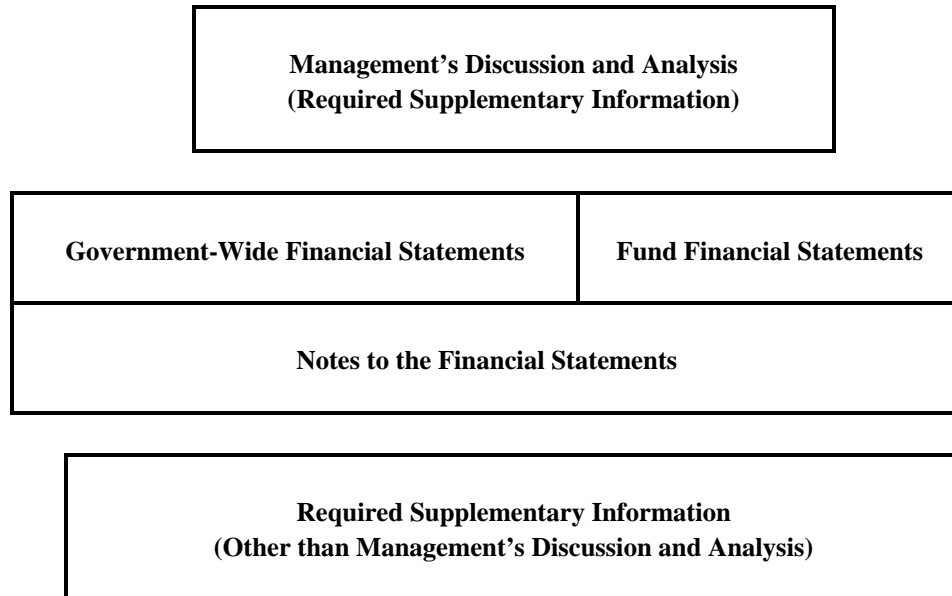 Management’s Discussion and Analysis
(Required Supplementary Information)
Government-Wide Financial Statements
Fund Financial Statements
Notes to the Financial Statements
Required Supplementary Information
(Other than Management’s Discussion and Analysis)